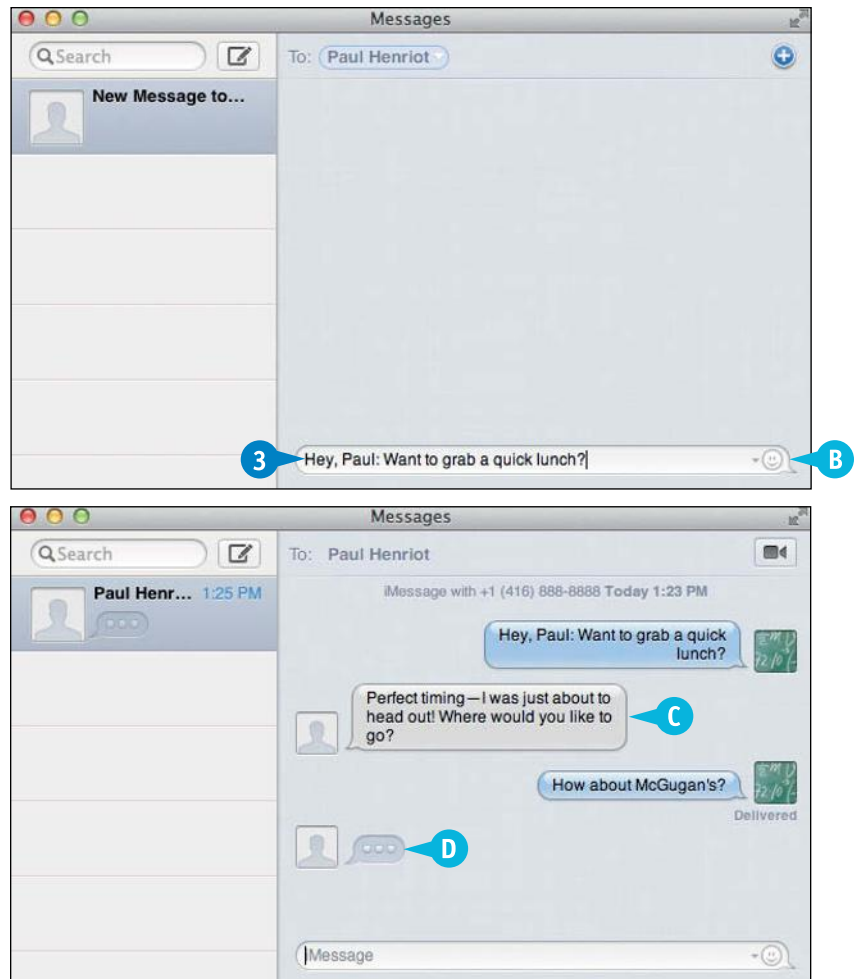 Messages
Search
To: Paul Henriot
New Message to...
3
Hey, Paul: Want to grab a quick lunch?
B
Messages
Search
To: Paul Henriot
Paul Henr... 1:25 PM
iMessage with +1 (416) 888-8888 Today 1:23 PM
Hey, Paul: Want to grab a quick
lunch?
Perfect timing—I was just about to
head out! Where would you like to
go?
C
How about McGugan's?
Delivered
D
Message